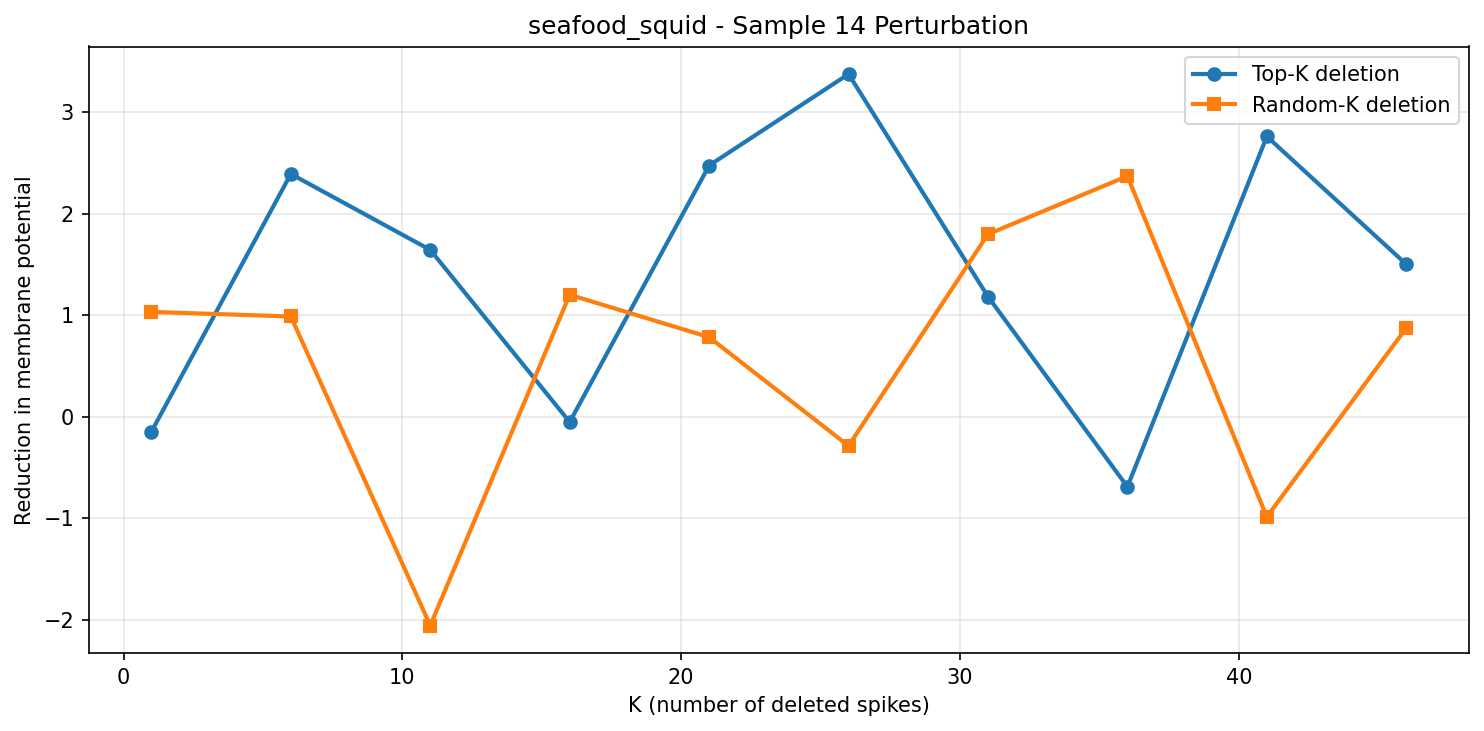 seafood_squid - Sample 14 Perturbation
Top-K deletion
Random-K deletion
Reduction in membrane potential
3
2
1
0
−1
−2
0
10
20
30
40
K (number of deleted spikes)